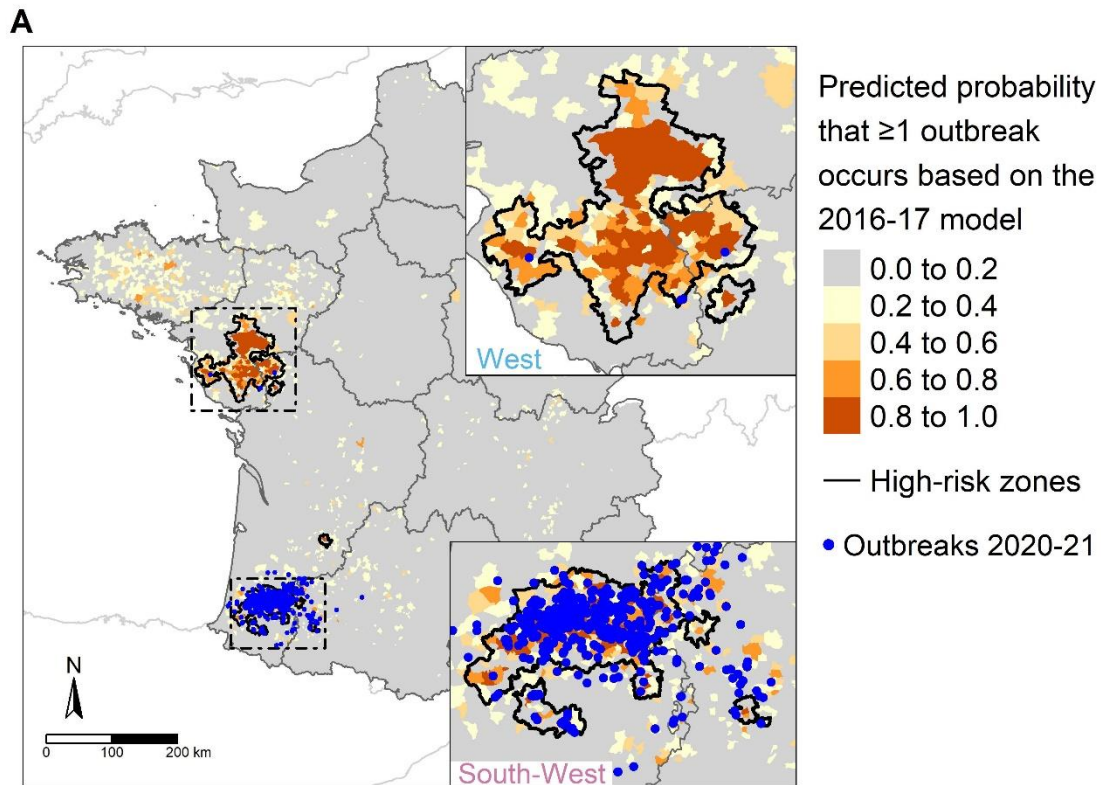 A
Predicted probability
that ≥1 outbreak
occurs based on the
2016-17 model
0.0 to 0.2
0.2 to 0.4
0.4 to 0.6
0.6 to 0.8
0.8 to 1.0
High-risk zones
Outbreaks 2020-21
West
South-West
N
0 100 200 km